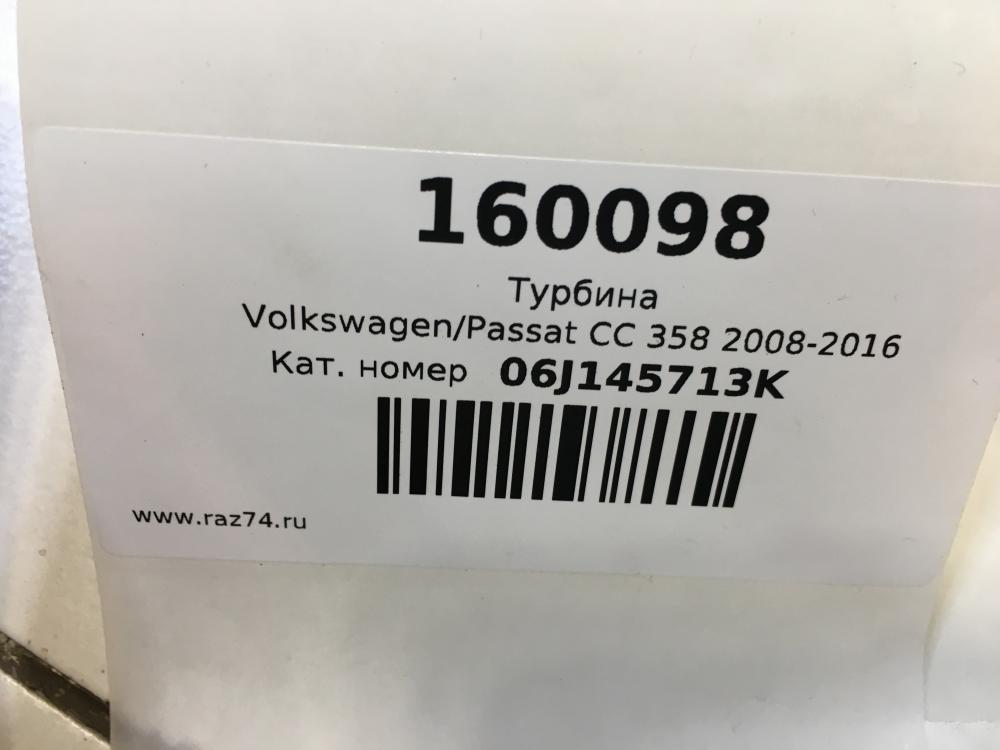 160098
Турбина
Volkswagen/Passat CC 358 2008-2016
Кат. номер 06J145713K
www.raz74.ru